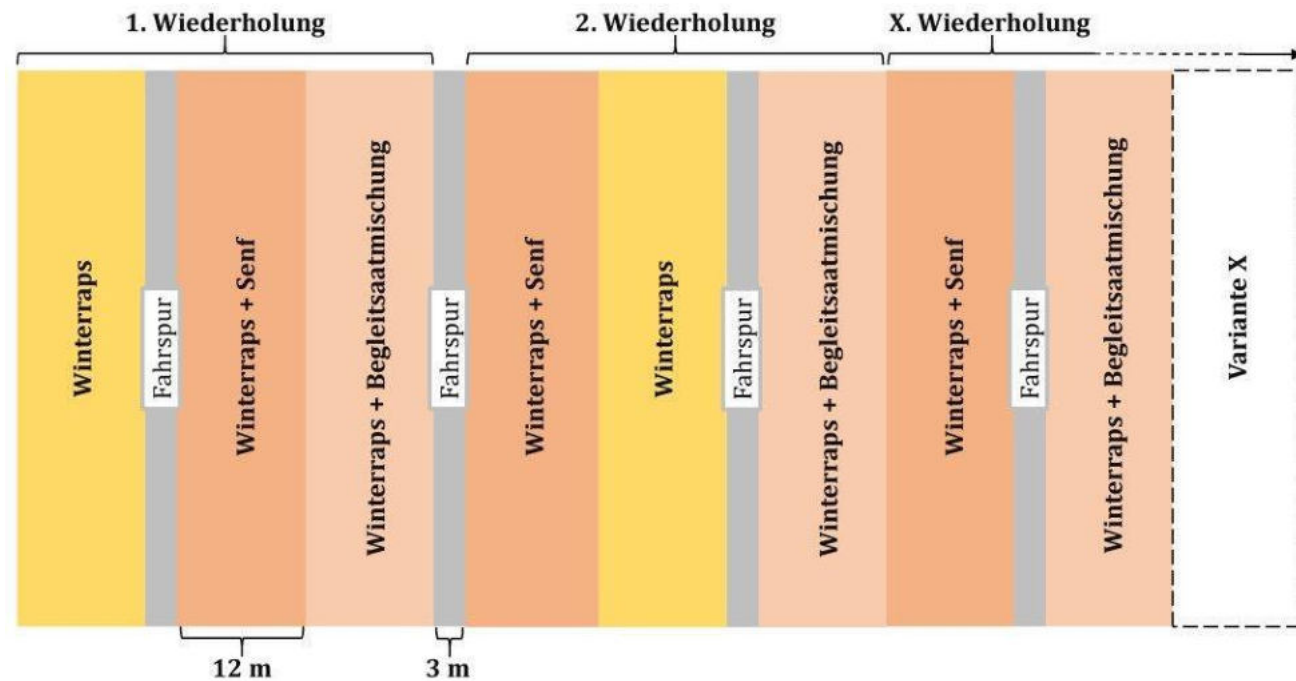 1. Wiederholung
2. Wiederholung
X. Wiederholung
Winterraps
Fahrspur
Winterraps + Senf
Winterraps + Begleitsaatmischung
Fahrspur
Winterraps + Senf
Winterraps
Fahrspur
Winterraps + Begleitsaatmischung
Winterraps + Senf
Fahrspur
Winterraps + Begleitsaatmischung
Variante X
12 m
3 m